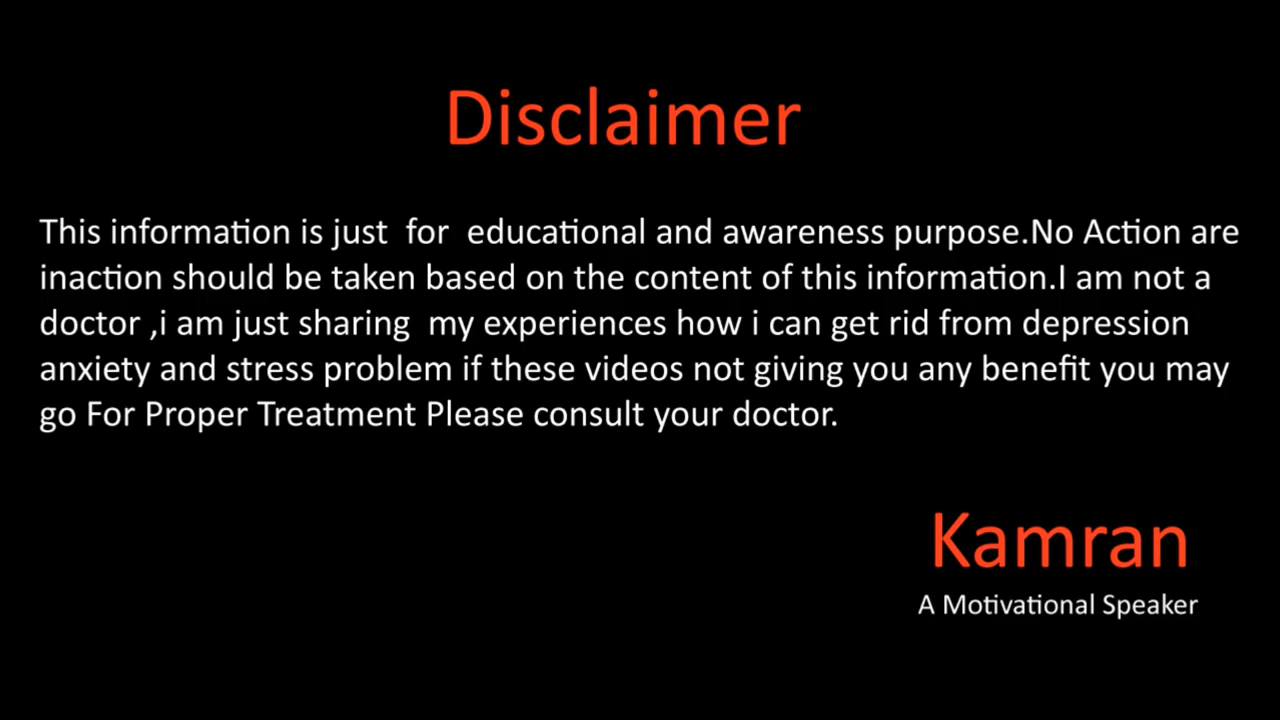 Disclaimer
This information is just  for  educational and awareness purpose.No Action are
inaction should be taken based on the content of this information.I am not a
doctor ,i am just sharing  my experiences how i can get rid from depression
anxiety and stress problem if these videos not giving you any benefit you may
go For Proper Treatment Please consult your doctor.
Kamran
A Motivational Speaker